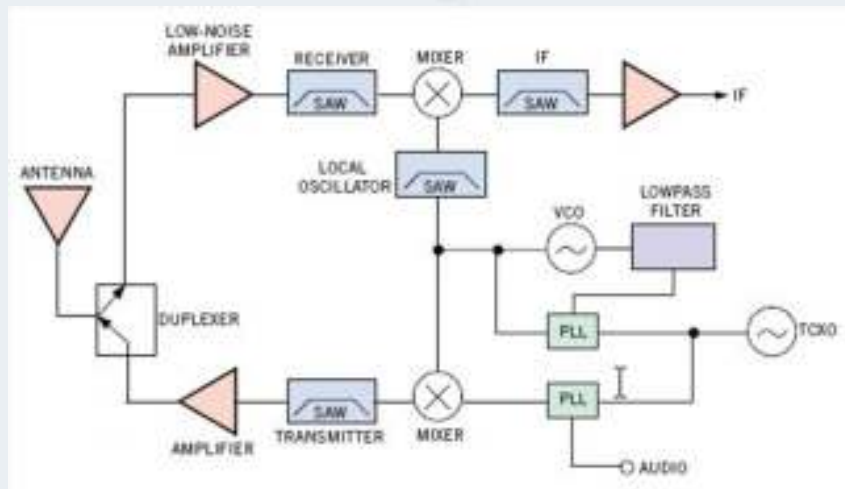 LOW-NOISE
AMPLIFIER
RECEIVER
MIXER
IF
SAW
SAW
IF
ANTENNA
LOCAL
OSCILLATOR
SAW
LOWPASS
FILTER
VCO
DUPLEXER
PLL
TCXO
SAW
PLL
AMPLIFIER
TRANSMITTER
MIXER
AUDIO